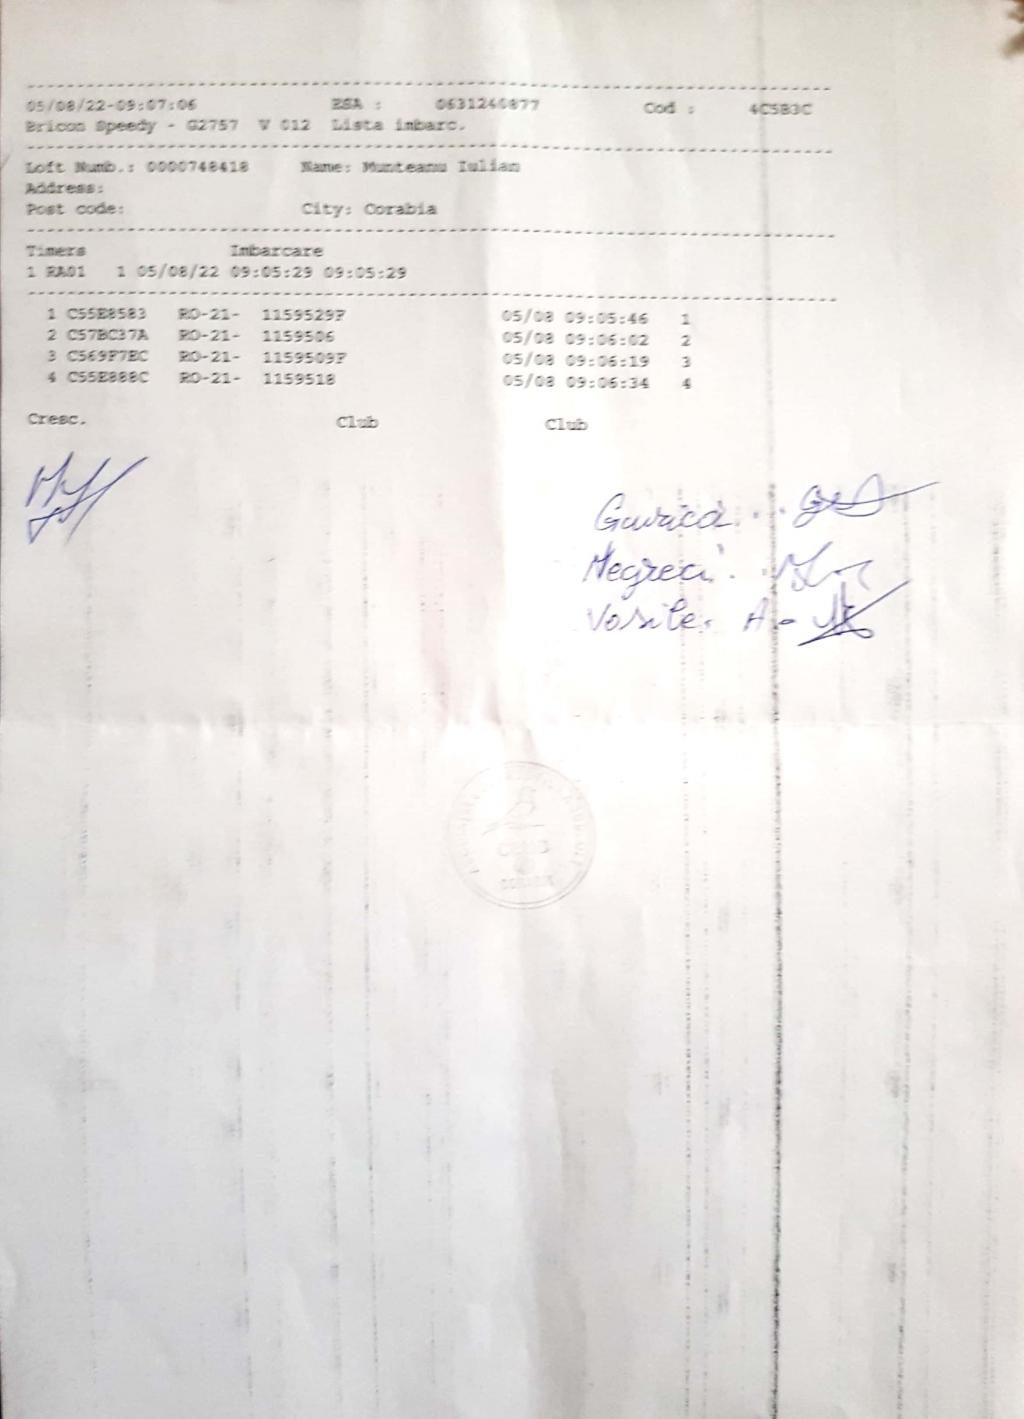 05/08/22-09:07:06 ESA : 0631240877 Cod : 4C5B3C
Bricon Speedy - G2757 V 012 Lista imbarc.
Loft Numb.: 0000748418 Name: Munteanu Iulian
Address:
Post code: City: Corabia
Timers Imbarcare
1 RA01 1 05/08/22 09:05:29 09:05:29
1 C55E8583 RO-21- 1159529F 05/08 09:05:46 1
2 C57BC37A RO-21- 1159506 05/08 09:06:02 2
3 C569F7EC RO-21- 1159509F 05/08 09:06:19 3
4 C55E888C RO-21- 1159518 05/08 09:06:34 4
Cresc. Club Club
Negreci
Vasile. A